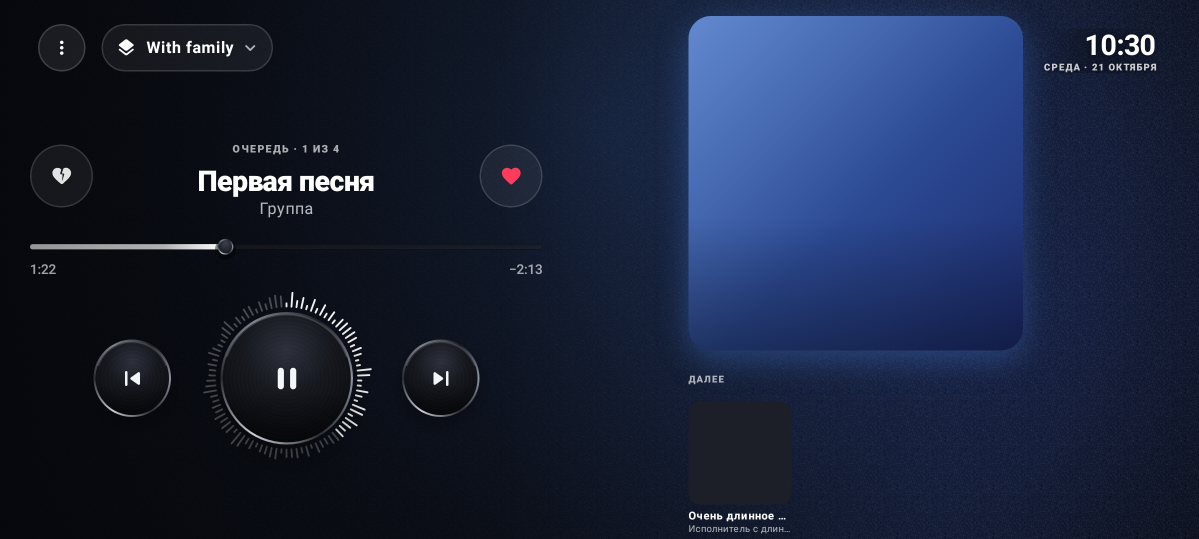 With family
10:30
СРЕДА · 21 ОКТЯБРЯ
ОЧЕРЕДЬ · 1 ИЗ 4
Первая песня
Группа
1:22
−2:13
ДАЛЕЕ
Очень длинное …
Исполнитель с длин…